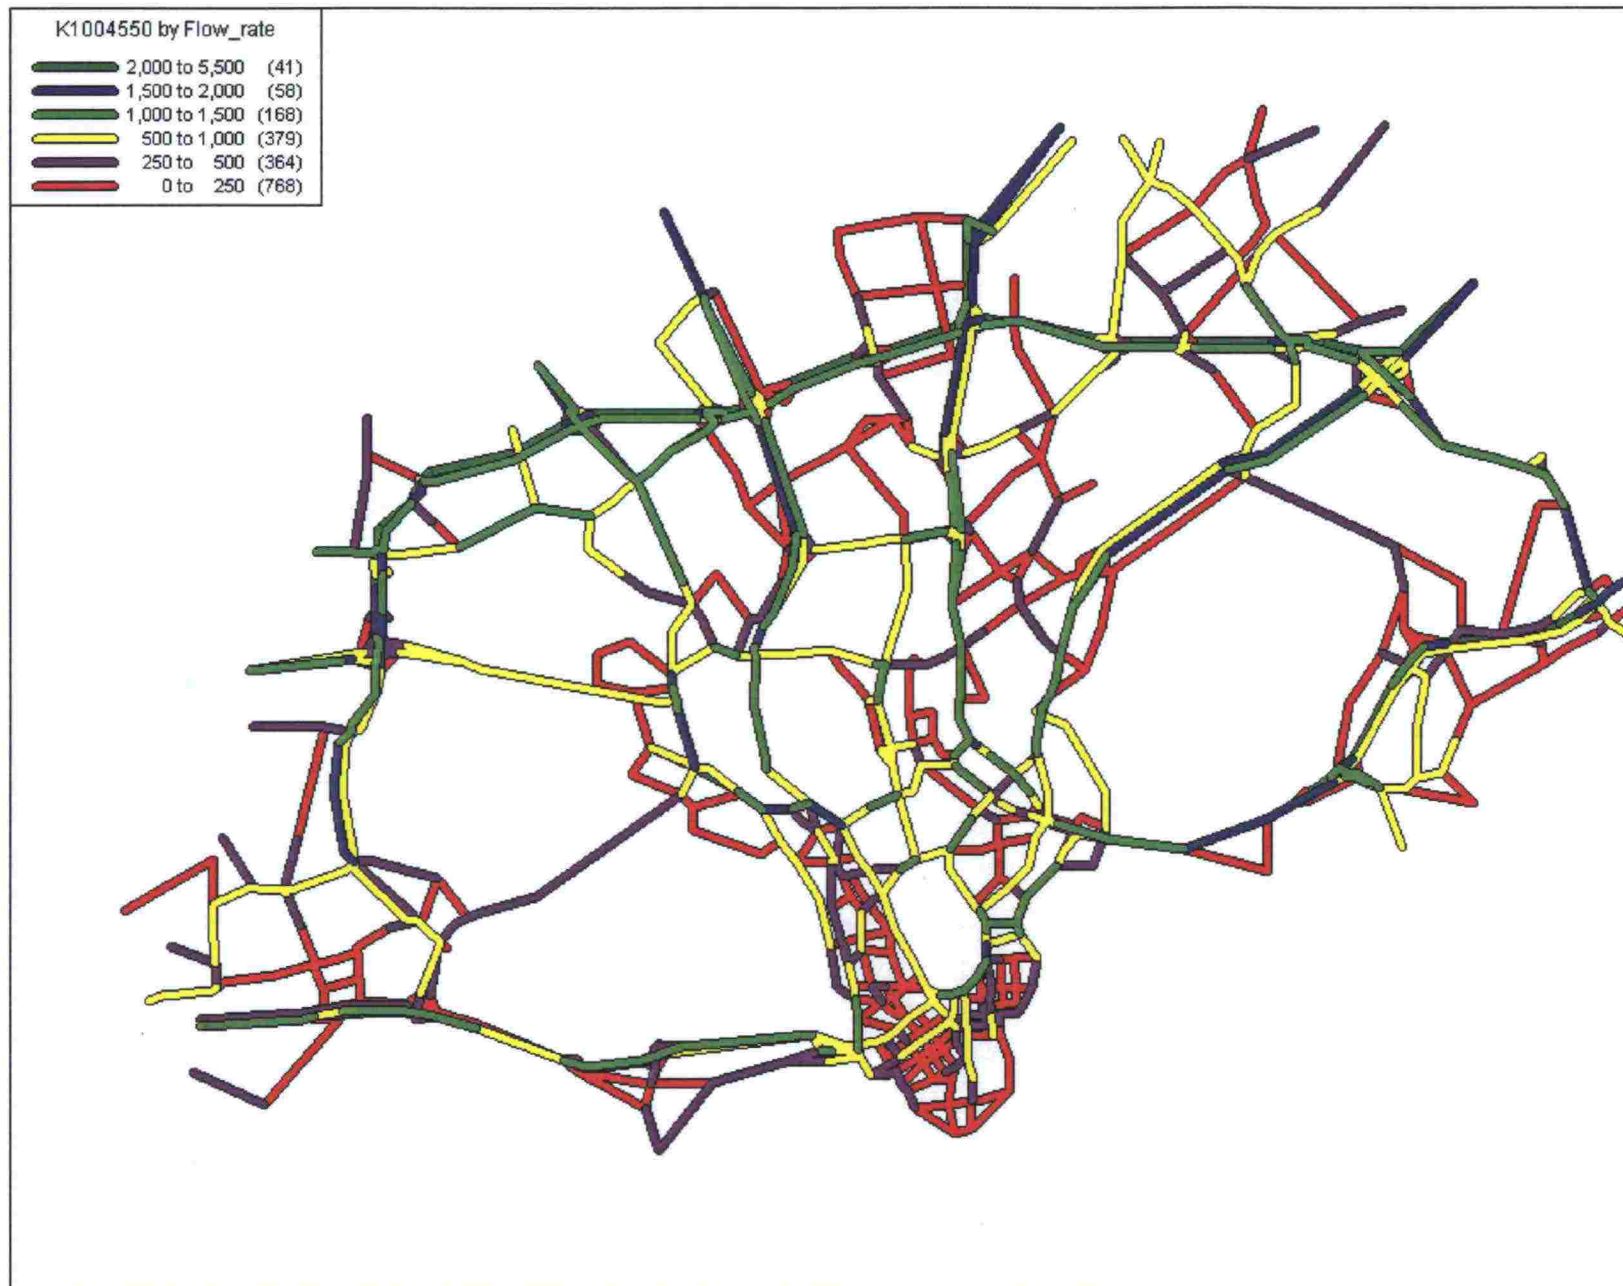 K1004550 by Flow_rate
2,000 to 5,500 (41)
1,500 to 2,000 (58)
1,000 to 1,500 (168)
500 to 1,000 (379)
250 to 500 (364)
0 to 250 (768)